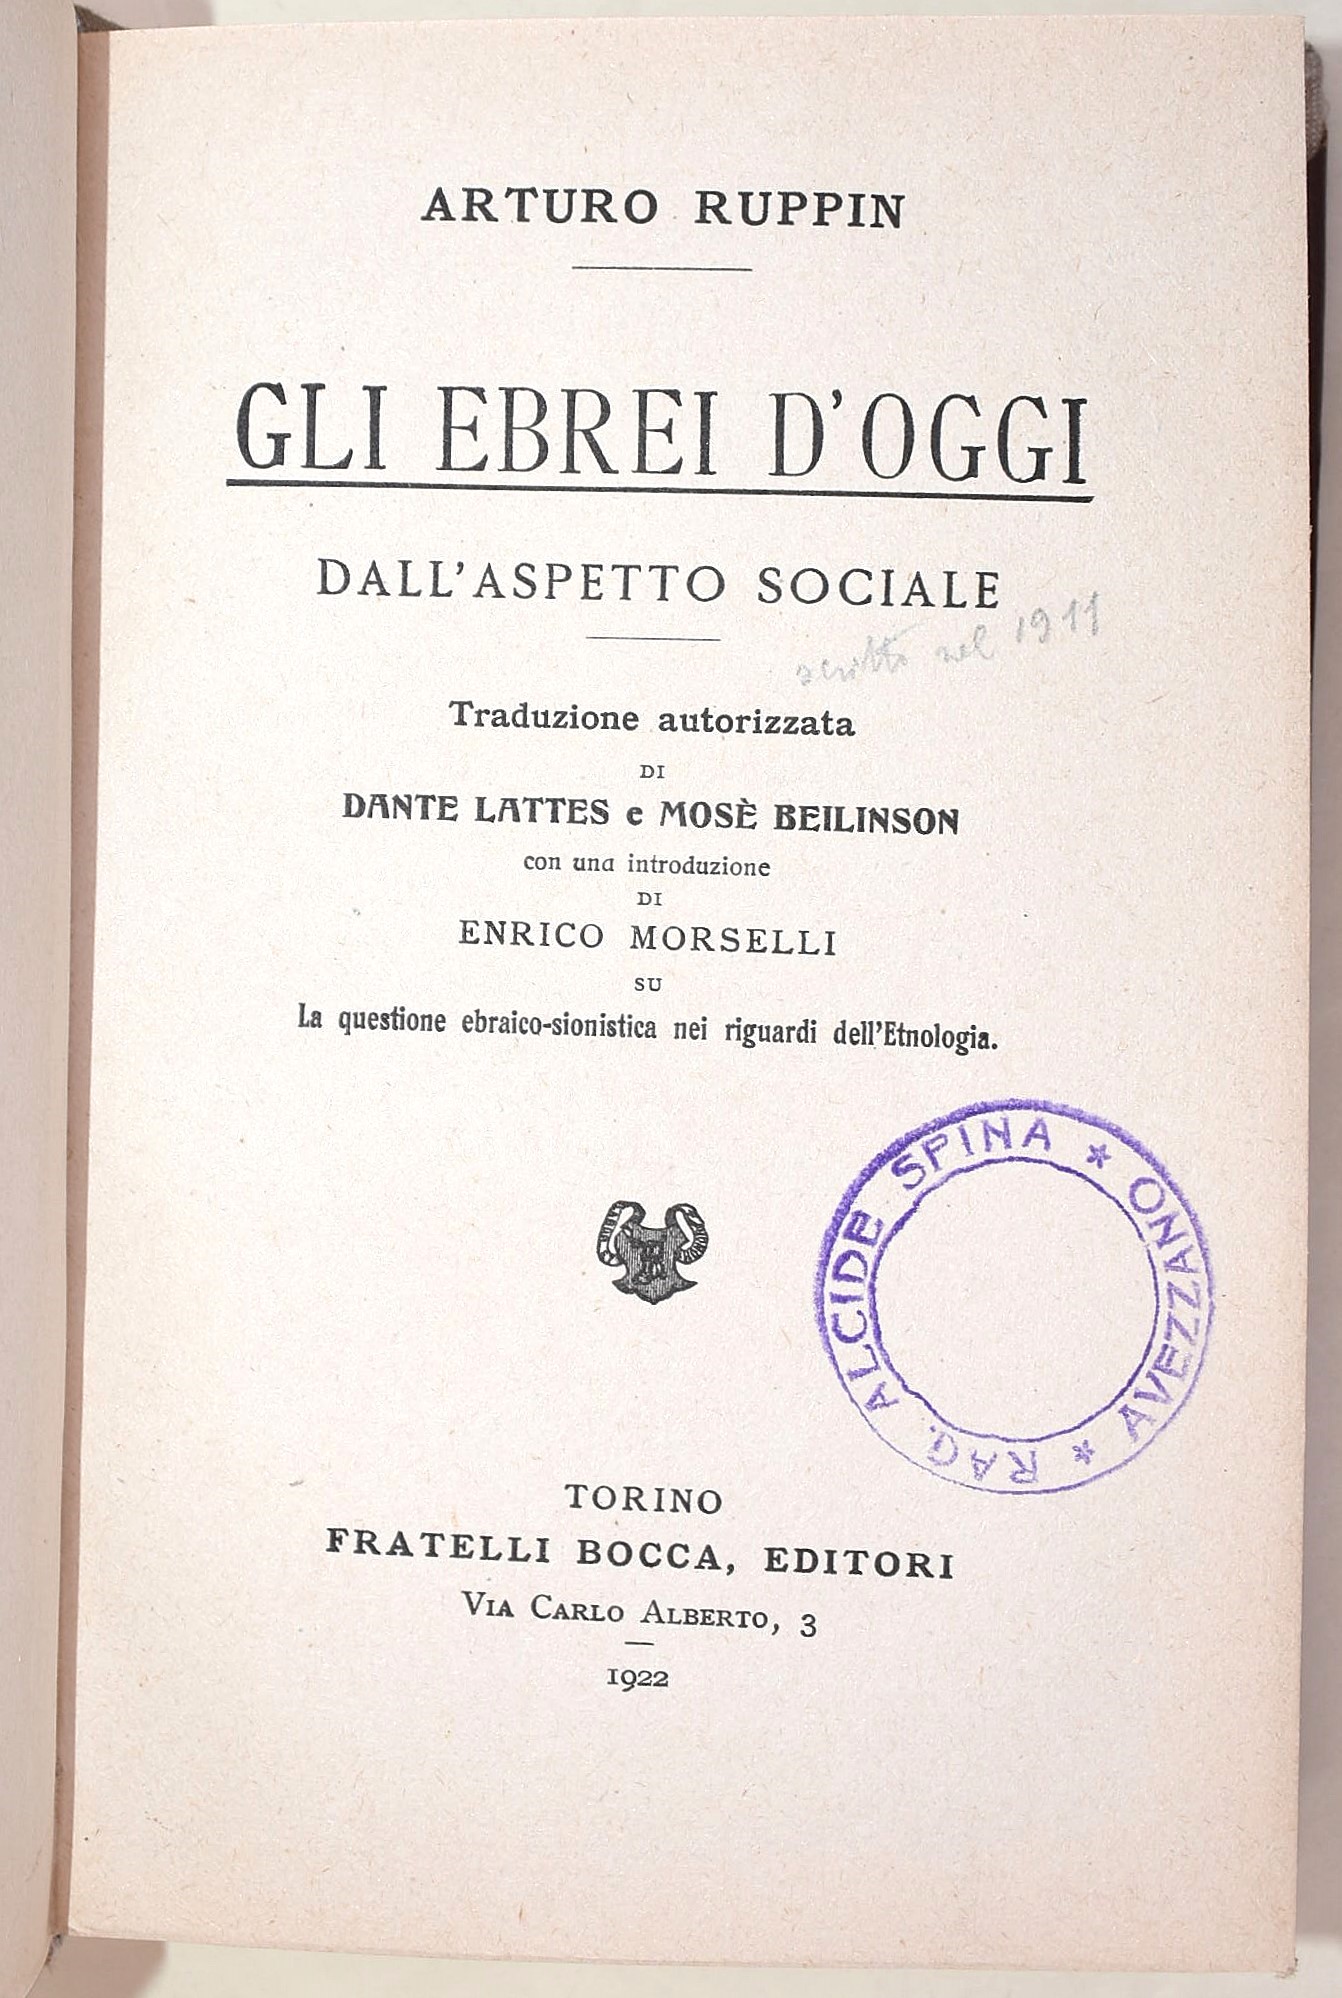 ARTURO RUPPIN
GLI EBREI D'OGGI
DALL'ASPETTO SOCIALE
scritto nel 1911
Traduzione autorizzata
DI
DANTE LATTES e MOSÈ BEILINSON
con una introduzione
DI
ENRICO MORSELLI
SU
La questione ebraico-sionistica nei riguardi dell'Etnologia.
RAG. ALCIDE SPINA * AVEZZANO *
TORINO
FRATELLI BOCCA, EDITORI
VIA CARLO ALBERTO, 3
1922